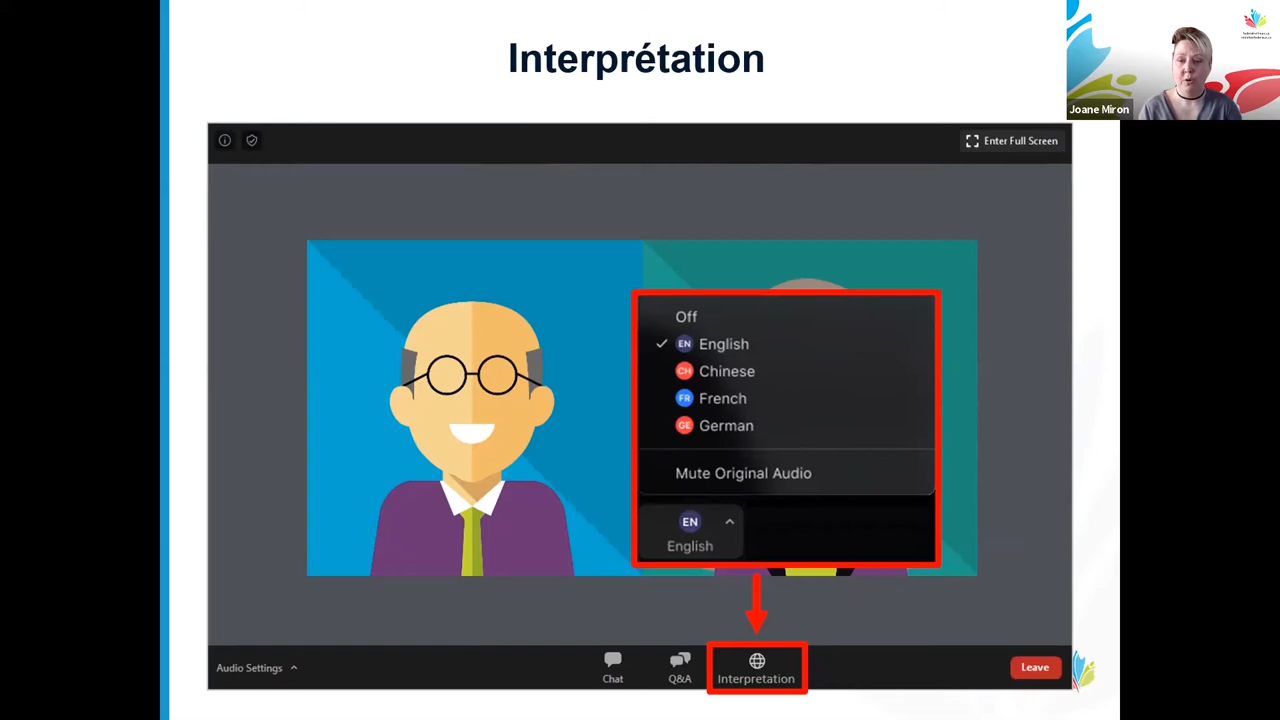 Interprétation
Joane Miron
Enter Full Screen
Off
EN English
CH Chinese
FR French
GE German
Mute Original Audio
EN
English
Audio Settings
Chat
Q&A
Interpretation
Leave